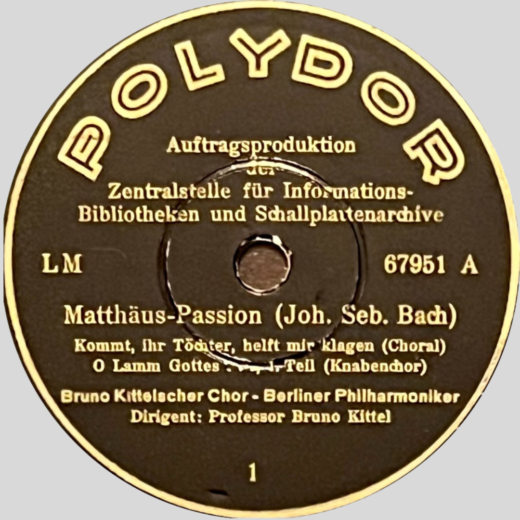 POLYDOR
Auftragsproduktion
der
Zentralstelle für Informations-
Bibliotheken und Schallplattenarchive
LM
67951 A
Matthäus-Passion (Joh. Seb. Bach)
Kommt, ihr Töchter, helft mir klagen (Choral)
O Lamm Gottes Teil (Knabenchor)
Bruno Kittelscher Chor - Berliner Philharmoniker
Dirigent: Professor Bruno Kittel
1